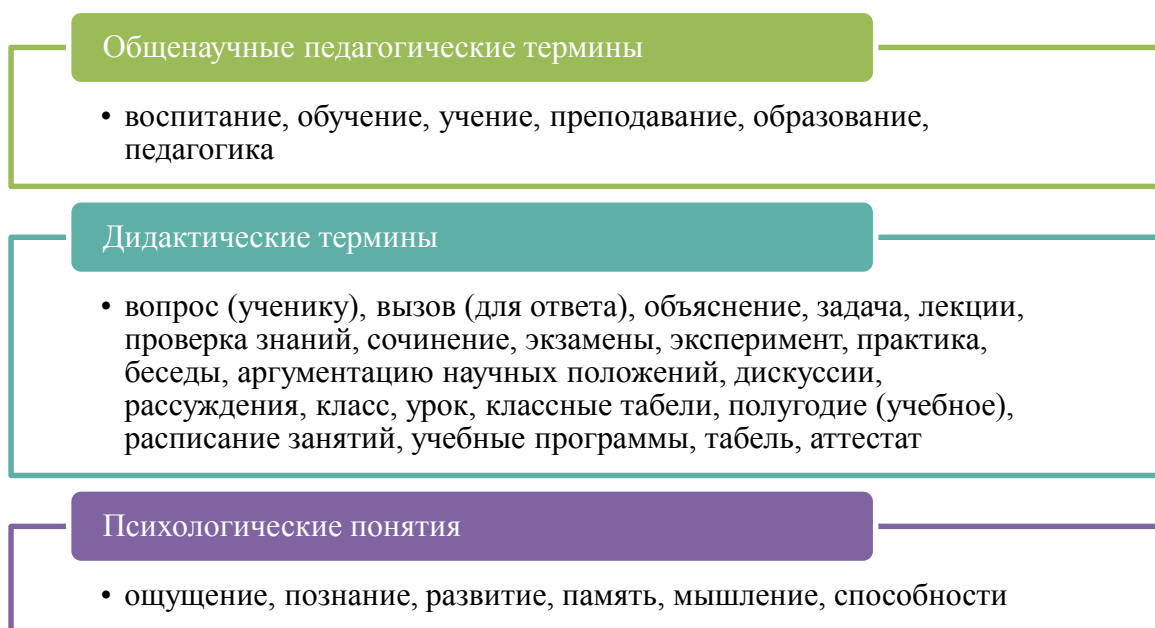 Общенаучные педагогические термины
• воспитание, обучение, учение, преподавание, образование,
педагогика
Дидактические термины
• вопрос (ученику), вызов (для ответа), объяснение, задача, лекции,
проверка знаний, сочинение, экзамены, эксперимент, практика,
беседы, аргументацию научных положений, дискуссии,
рассуждения, класс, урок, классные табели, полугодие (учебное),
расписание занятий, учебные программы, табель, аттестат
Психологические понятия
• ощущение, познание, развитие, память, мышление, способности